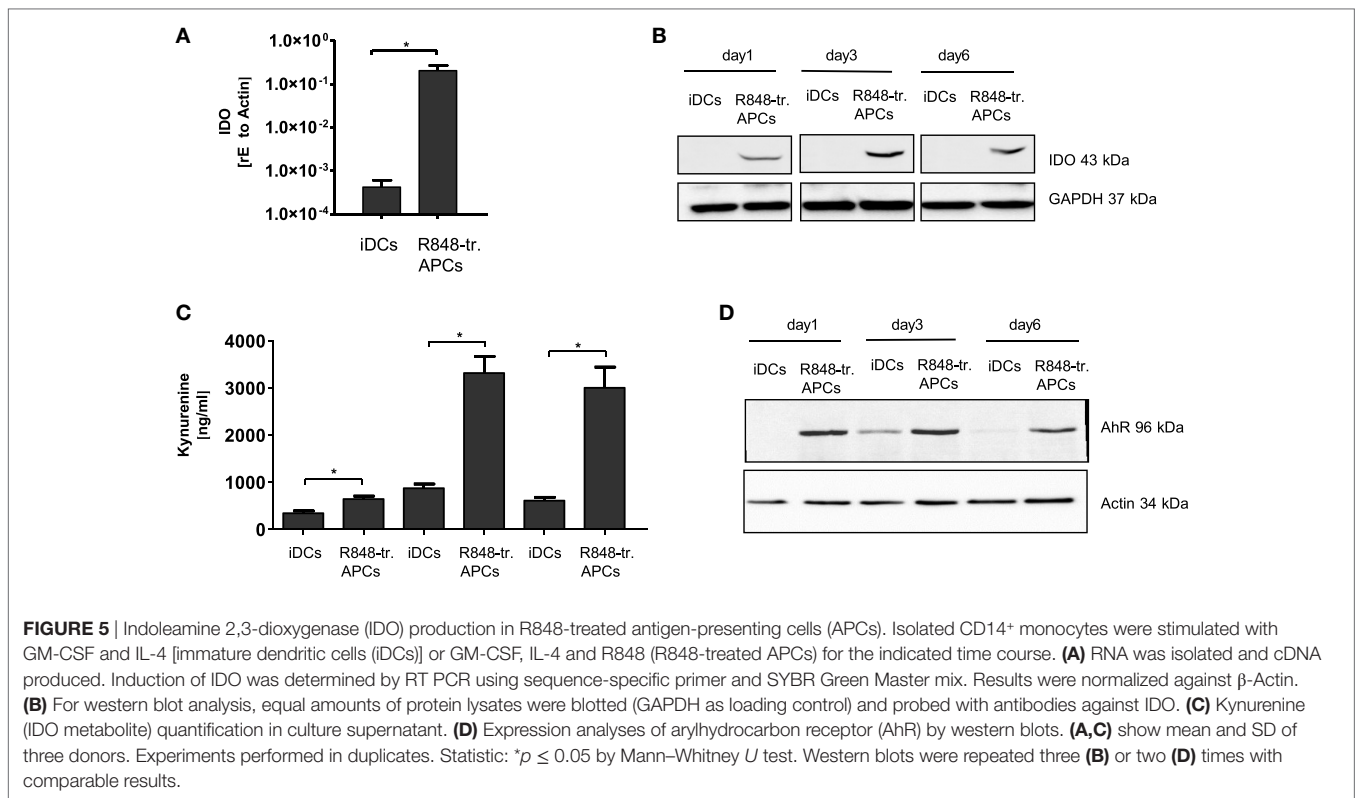 A
1.0×10⁰
1.0×10⁻¹
1.0×10⁻²
1.0×10⁻³
1.0×10⁻⁴
IDO
[rE to Actin]
*
iDCs
R848-tr.
APCs
B
day1
day3
day6
iDCs
R848-tr.
APCs
iDCs
R848-tr.
APCs
iDCs
R848-tr.
APCs
IDO 43 kDa
GAPDH 37 kDa
C
4000
3000
2000
1000
0
Kynurenine
[ng/ml]
*
*
*
iDCs
R848-tr.
APCs
iDCs
R848-tr.
APCs
iDCs
R848-tr.
APCs
D
day1
day3
day6
iDCs
R848-tr.
APCs
iDCs
R848-tr.
APCs
iDCs
R848-tr.
APCs
AhR 96 kDa
Actin 34 kDa
FIGURE 5 | Indoleamine 2,3-dioxygenase (IDO) production in R848-treated antigen-presenting cells (APCs). Isolated CD14⁺ monocytes were stimulated with
GM-CSF and IL-4 [immature dendritic cells (iDCs)] or GM-CSF, IL-4 and R848 (R848-treated APCs) for the indicated time course. (A) RNA was isolated and cDNA
produced. Induction of IDO was determined by RT PCR using sequence-specific primer and SYBR Green Master mix. Results were normalized against β-Actin.
(B) For western blot analysis, equal amounts of protein lysates were blotted (GAPDH as loading control) and probed with antibodies against IDO. (C) Kynurenine
(IDO metabolite) quantification in culture supernatant. (D) Expression analyses of arylhydrocarbon receptor (AhR) by western blots. (A,C) show mean and SD of
three donors. Experiments performed in duplicates. Statistic: *p ≤ 0.05 by Mann–Whitney U test. Western blots were repeated three (B) or two (D) times with
comparable results.